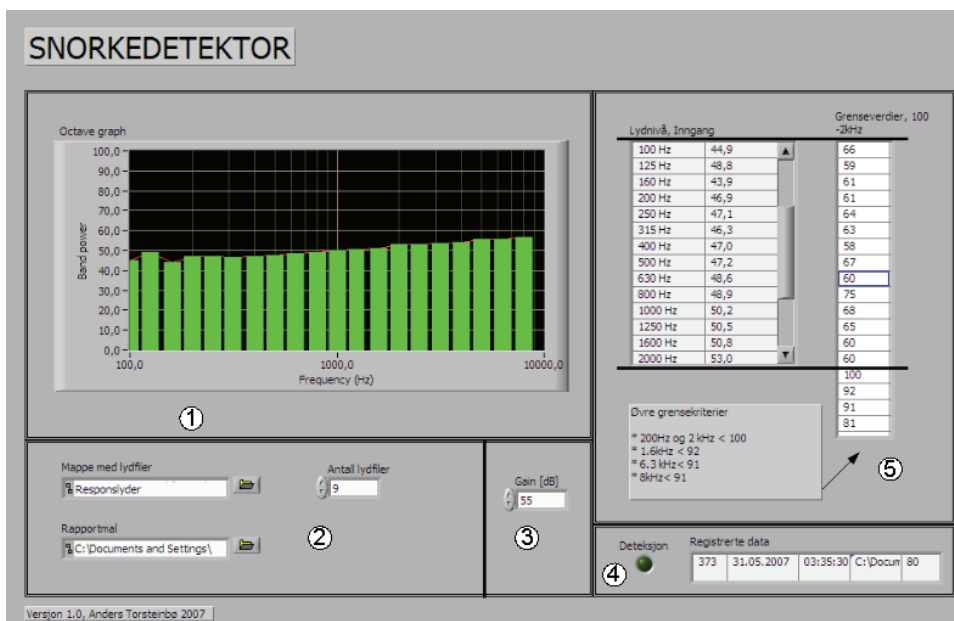 SNORKEDETEKTOR
Octave graph
100,0
90,0
80,0
70,0
60,0
50,0
40,0
30,0
20,0
10,0
0,0
Band power
100,0 1000,0 10000,0
Frequency (Hz)
1
Mappe med lydfiler
Responslyder
Antall lydfiler
9
Rapportmal
C:\Documents and Settings\
2
Gain [dB]
55
3
Lydnivå, Inngang
100 Hz 44,9
125 Hz 48,8
160 Hz 43,9
200 Hz 46,9
250 Hz 47,1
315 Hz 46,3
400 Hz 47,0
500 Hz 47,2
630 Hz 48,6
800 Hz 48,9
1000 Hz 50,2
1250 Hz 50,5
1600 Hz 50,8
2000 Hz 53,0
Grenseverdier, 100
-2kHz
66
59
61
61
64
63
58
67
60
75
68
65
60
60
100
92
91
81
Øvre grensekriterier
* 200Hz og 2 kHz < 100
* 1.6kHz < 92
* 6.3 kHz< 91
* 8kHz< 91
5
Deteksjon
4
Registrerte data
373 31.05.2007 03:35:30 C:\Docum 80
Versjon 1.0, Anders Torsteinbø 2007